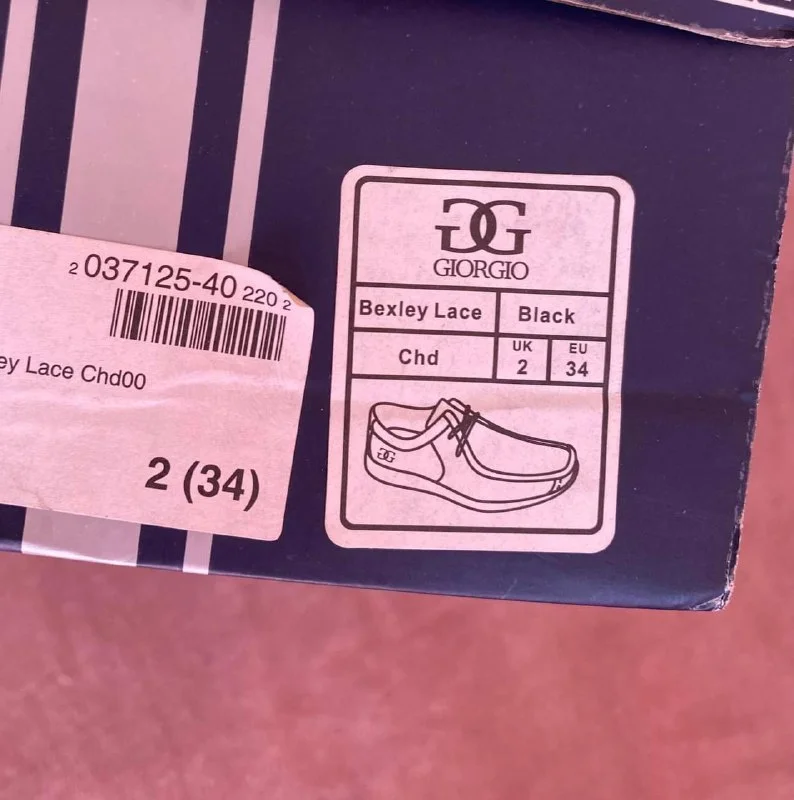 2 037125-40 220 2
ey Lace Chd00
2 (34)
GG
GIORGIO
Bexley Lace Black
Chd UK 2 EU 34
GG